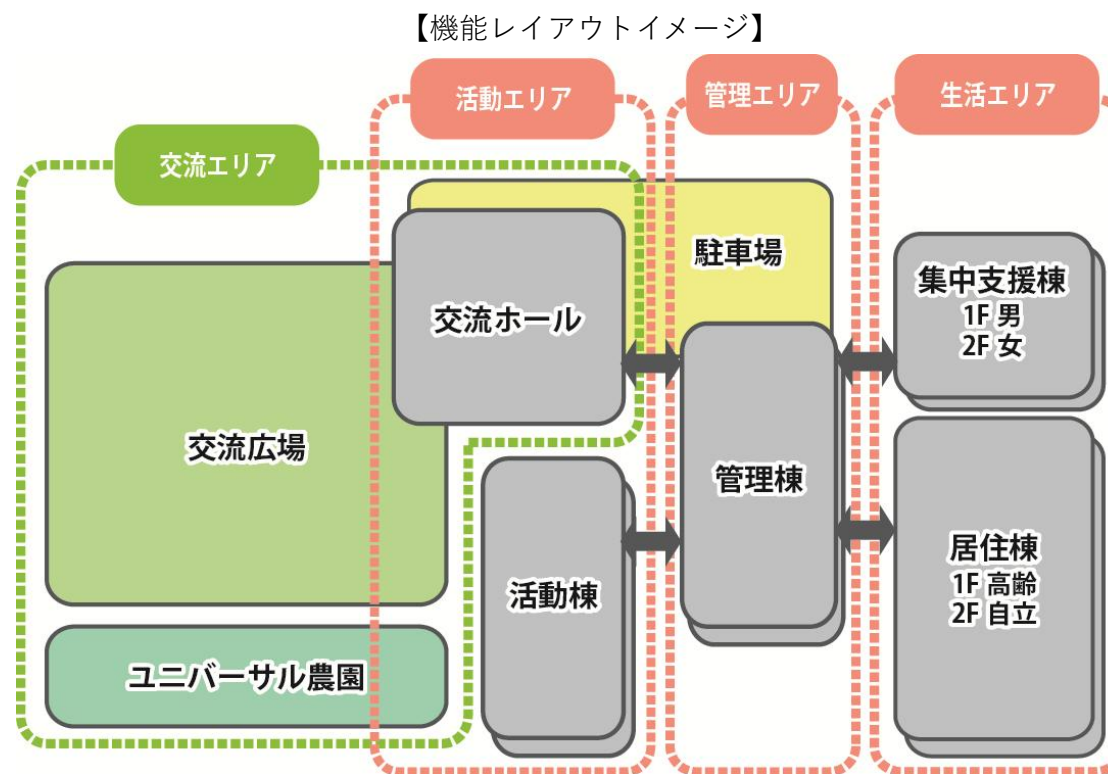 【機能レイアウトイメージ】
活動エリア
管理エリア
生活エリア
交流エリア
駐車場
集中支援棟
1F 男
2F 女
交流ホール
交流広場
管理棟
居住棟
1F 高齢
2F 自立
活動棟
ユニバーサル農園